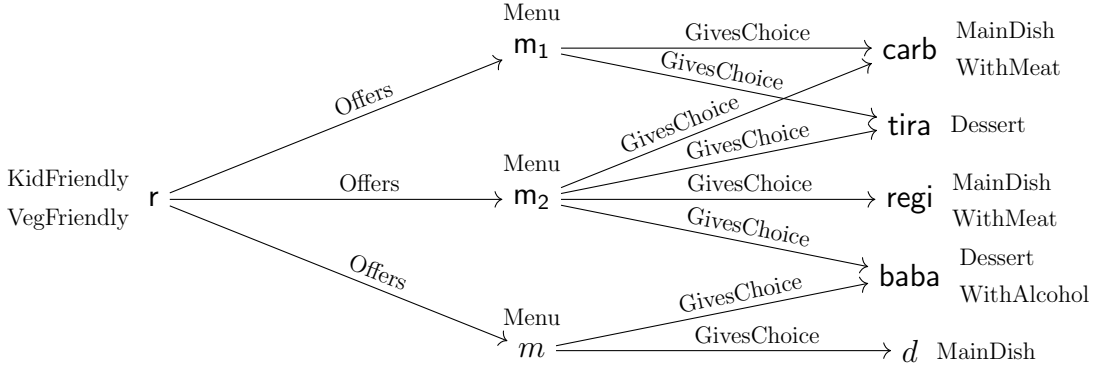 Menu
m₁
GivesChoice
carb
MainDish
WithMeat
GivesChoice
Offers
GivesChoice
tira
Dessert
GivesChoice
KidFriendly
VegFriendly
r
Offers
Menu
m₂
GivesChoice
regi
MainDish
WithMeat
GivesChoice
Offers
baba
Dessert
WithAlcohol
GivesChoice
Menu
m
GivesChoice
d
MainDish